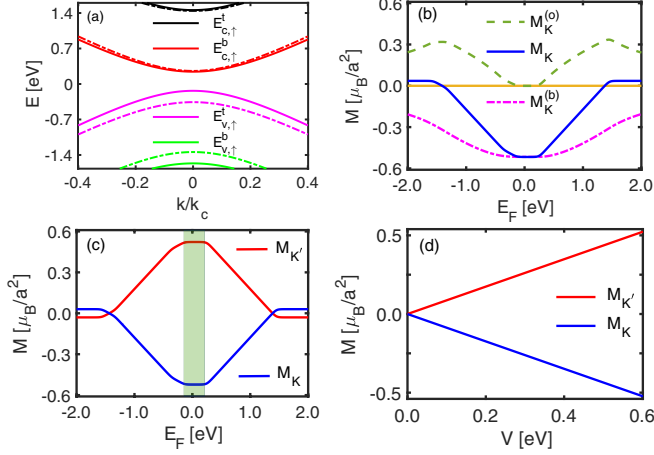 (a)
E^t_{c,↑}
E^b_{c,↑}
E^t_{v,↑}
E^b_{v,↑}
E [eV]
1.4
0.7
0
-0.7
-1.4
-0.4 -0.2 0 0.2 0.4
k/k_c
(b)
M_K^{(o)}
M_K
M_K^{(b)}
M [μ_B/a^2]
0.6
0.3
0.0
-0.3
-0.6
-2.0 -1.0 0.0 1.0 2.0
E_F [eV]
(c)
M_{K'}
M_K
M [μ_B/a^2]
0.6
0.3
0.0
-0.3
-0.6
-2.0 -1.0 0.0 1.0 2.0
E_F [eV]
(d)
M_{K'}
M_K
M [μ_B/a^2]
0.5
0.0
-0.5
0.0 0.2 0.4 0.6
V [eV]